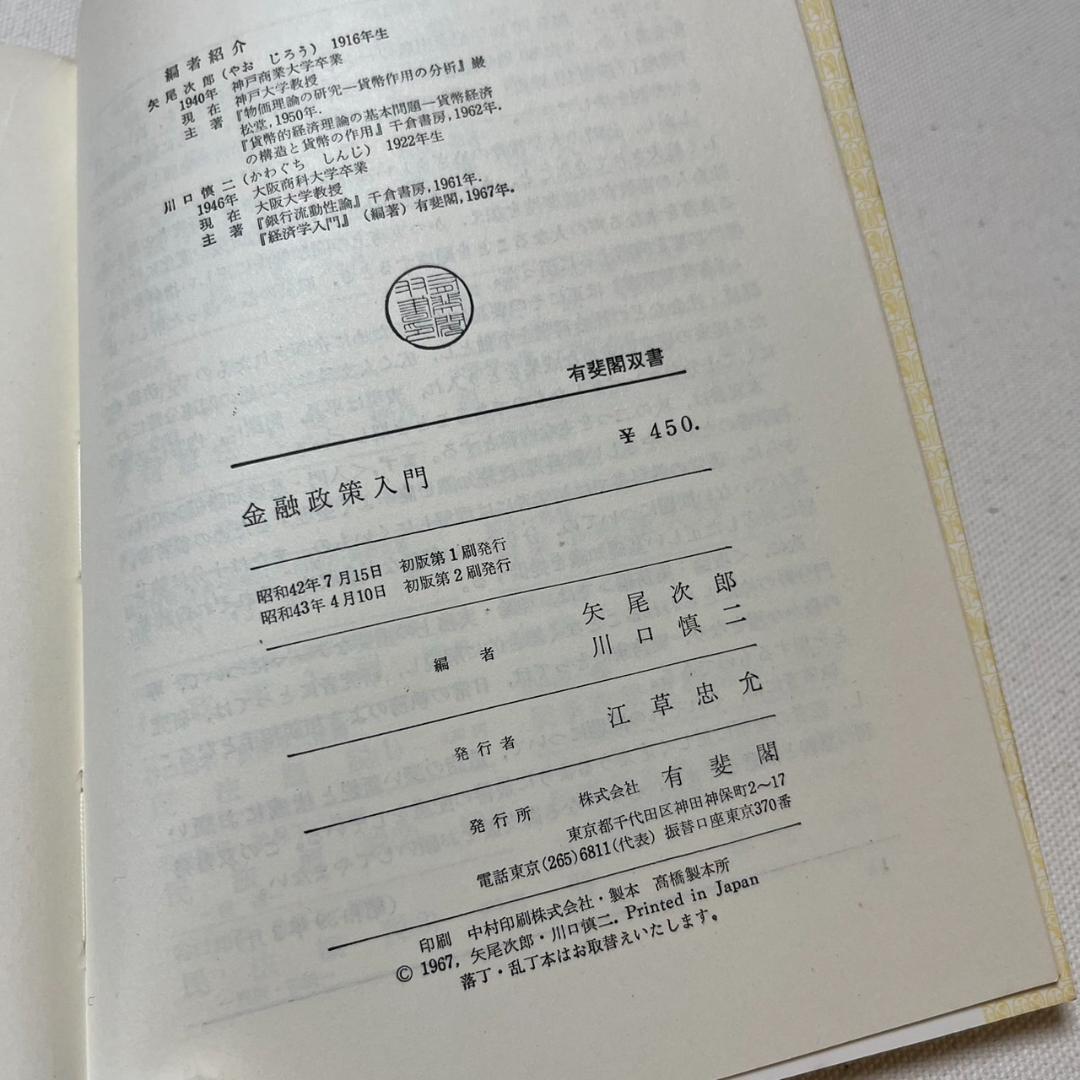 編者紹介
矢尾次郎(やお じろう) 1916年生
1940年 神戸商業大学卒業
現在 神戸大学教授
主著 『物価理論の研究―貨幣作用の分析』巌
松堂,1950年.
『貨幣的経済理論の基本問題―貨幣経済
の構造と貨幣の作用』千倉書房,1962年.
川口慎二(かわぐち しんじ) 1922年生
1946年 大阪商科大学卒業
現在 大阪大学教授
主著 『銀行流動性論』千倉書房,1961年.
『経済学入門』(編著)有斐閣,1967年.
有斐閣双書
有斐閣双書
¥ 450.
金融政策入門
昭和42年7月15日 初版第1刷発行
昭和43年4月10日 初版第2刷発行
編者 矢尾次郎
川口慎二
発行者 江草忠允
発行所 株式会社 有斐閣
東京都千代田区神田神保町2〜17
電話東京(265)6811(代表) 振替口座東京370番
印刷 中村印刷株式会社・製本 高橋製本所
© 1967, 矢尾次郎・川口慎二. Printed in Japan
落丁・乱丁本はお取替えいたします。